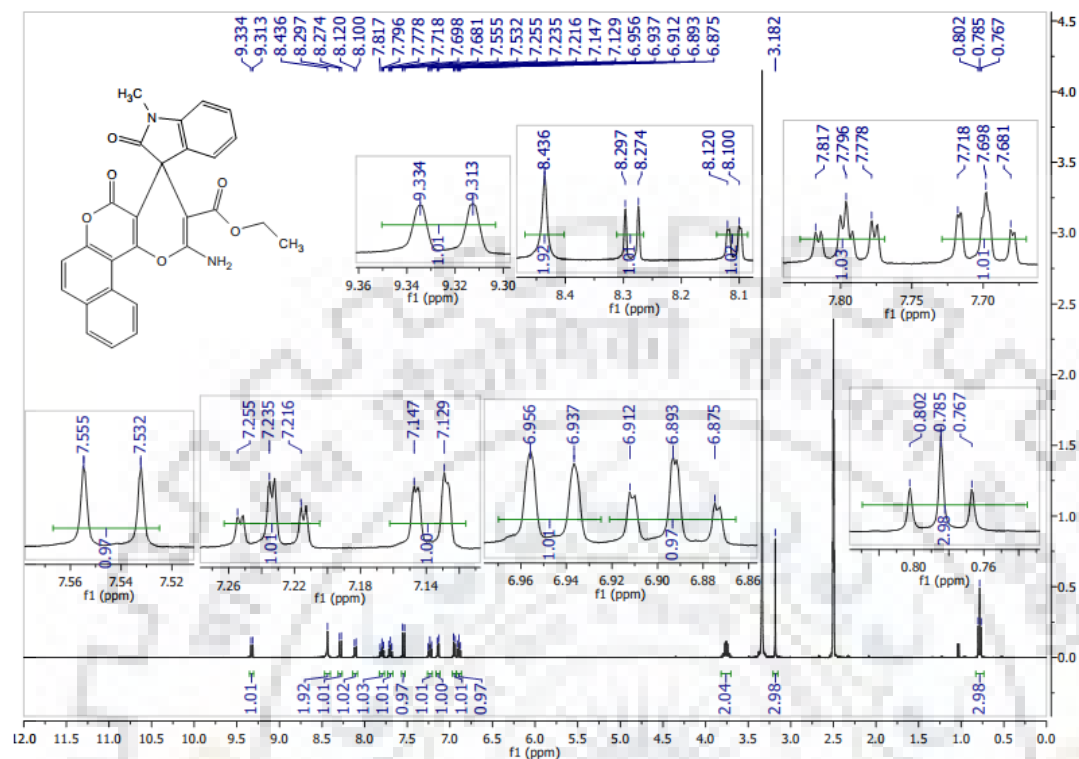 9.334 9.313 8.436 8.297 8.274 8.120 8.100 7.817 7.796 7.778 7.718 7.698 7.681 7.555 7.532 7.255 7.235 7.216 7.147 7.129 6.956 6.937 6.912 6.893 6.875 3.182 0.802 0.785 0.767
4.5
4.0
3.5
3.0
2.5
2.0
1.5
1.0
0.5
0.0
H₃C
N
O
O
O
O
O
CH₃
O
NH₂
9.334 9.313
1.01
9.36 9.34 9.32 9.30
f1 (ppm)
8.436 8.297 8.274 8.120 8.100
1.92 1.01 1.02
8.4 8.3 8.2 8.1
f1 (ppm)
7.817 7.796 7.778 7.718 7.698 7.681
1.03 1.01
7.80 7.75 7.70
f1 (ppm)
7.555 7.532
0.97
7.56 7.54 7.52
f1 (ppm)
7.255 7.235 7.216 7.147 7.129
1.01 1.00
7.26 7.22 7.18 7.14
f1 (ppm)
6.956 6.937 6.912 6.893 6.875
1.01 0.97
6.96 6.94 6.92 6.90 6.88 6.86
f1 (ppm)
0.802 0.785 0.767
2.98
0.80 0.76
f1 (ppm)
1.01 1.92 1.01 1.02 1.03 1.01 0.97 1.01 1.00 1.01 0.97 2.04 2.98 2.98
12.0 11.5 11.0 10.5 10.0 9.5 9.0 8.5 8.0 7.5 7.0 6.5 6.0 5.5 5.0 4.5 4.0 3.5 3.0 2.5 2.0 1.5 1.0 0.5 0.0
f1 (ppm)